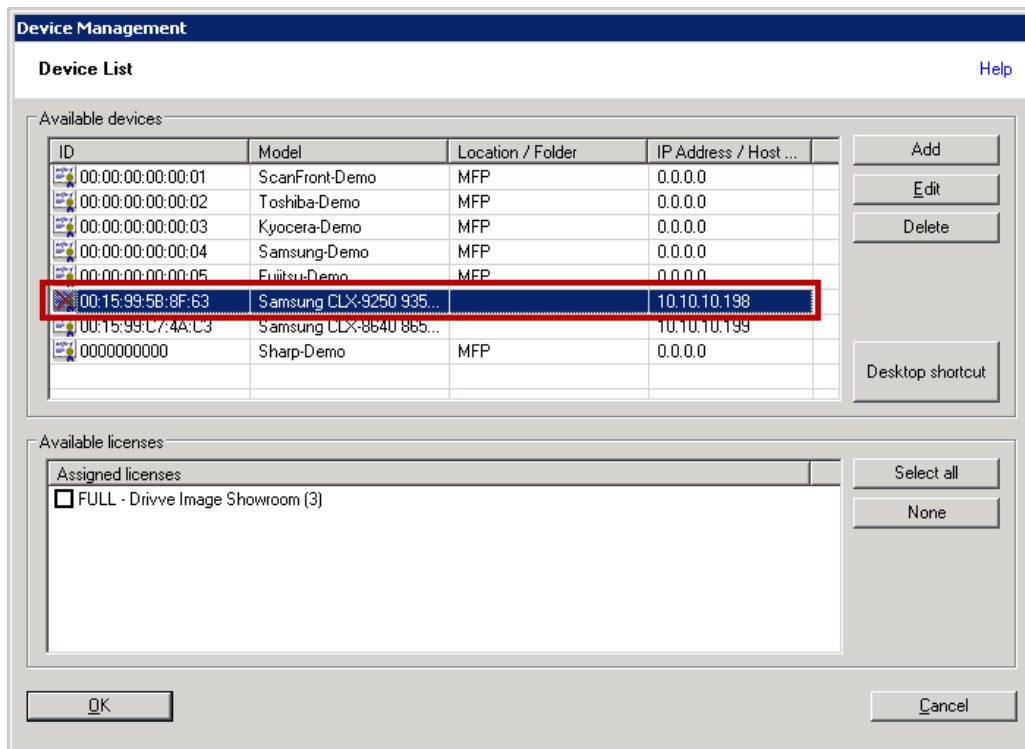 Device Management
Device List Help
Available devices
ID Model Location / Folder IP Address / Host ... Add
00:00:00:00:00:01 ScanFront-Demo MFP 0.0.0.0
00:00:00:00:00:02 Toshiba-Demo MFP 0.0.0.0 Edit
00:00:00:00:00:03 Kyocera-Demo MFP 0.0.0.0
00:00:00:00:00:04 Samsung-Demo MFP 0.0.0.0 Delete
00:00:00:00:00:05 Fujitsu-Demo MFP 0.0.0.0
00:15:99:5B:8F:63 Samsung CLX-9250 935... 10.10.10.198
00:15:99:C7:4A:C3 Samsung CLX-8640 865... 10.10.10.199
0000000000 Sharp-Demo MFP 0.0.0.0
Desktop shortcut
Available licenses
Assigned licenses Select all
FULL - Drivve Image Showroom (3)
None
OK Cancel